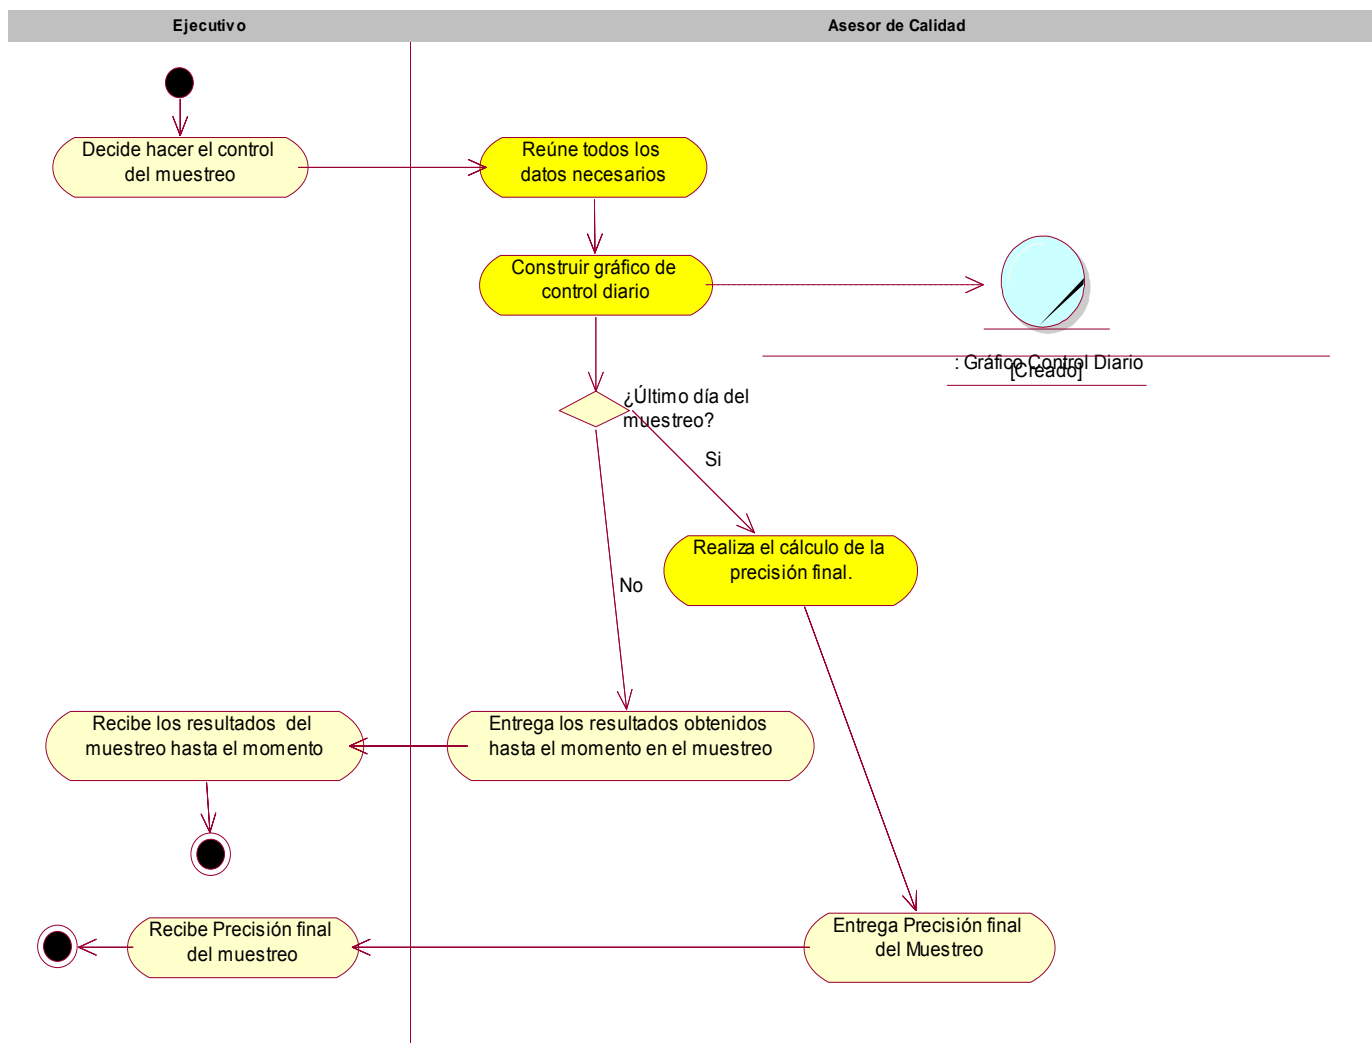 Ejecutivo
Asesor de Calidad
Decide hacer el control
del muestreo
Reúne todos los
datos necesarios
Construir gráfico de
control diario
: Gráfico Control Diario
[Creado]
¿Último día del
muestreo?
Si
Realiza el cálculo de la
precisión final.
No
Recibe los resultados del
muestreo hasta el momento
Entrega los resultados obtenidos
hasta el momento en el muestreo
Recibe Precisión final
del muestreo
Entrega Precisión final
del Muestreo